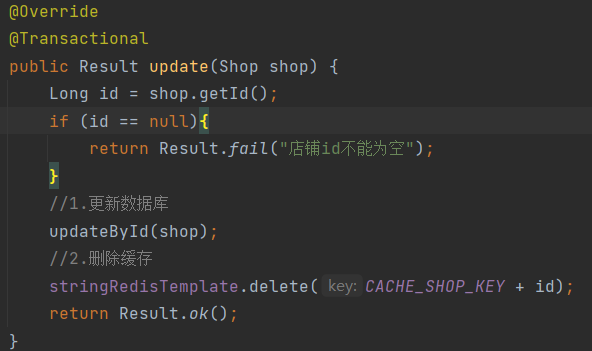 @Override
@Transactional
public Result update(Shop shop) {
Long id = shop.getId();
if (id == null){
return Result.fail("店铺id不能为空");
}
//1.更新数据库
updateById(shop);
//2.删除缓存
stringRedisTemplate.delete( key: CACHE_SHOP_KEY + id);
return Result.ok();
}